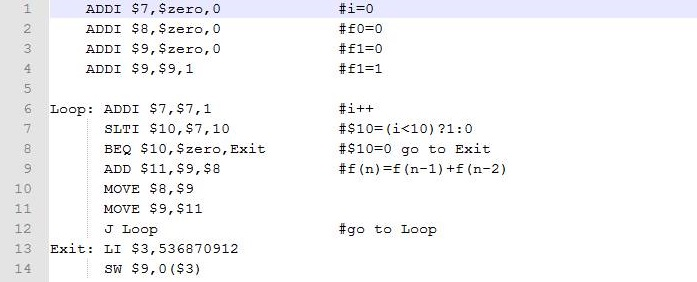 1 ADDI $7,$zero,0 #i=0
2 ADDI $8,$zero,0 #f0=0
3 ADDI $9,$zero,0 #f1=0
4 ADDI $9,$9,1 #f1=1
5
6 Loop: ADDI $7,$7,1 #i++
7 SLTI $10,$7,10 #$10=(i<10)?1:0
8 BEQ $10,$zero,Exit #$10=0 go to Exit
9 ADD $11,$9,$8 #f(n)=f(n-1)+f(n-2)
10 MOVE $8,$9
11 MOVE $9,$11
12 J Loop #go to Loop
13 Exit: LI $3,536870912
14 SW $9,0($3)